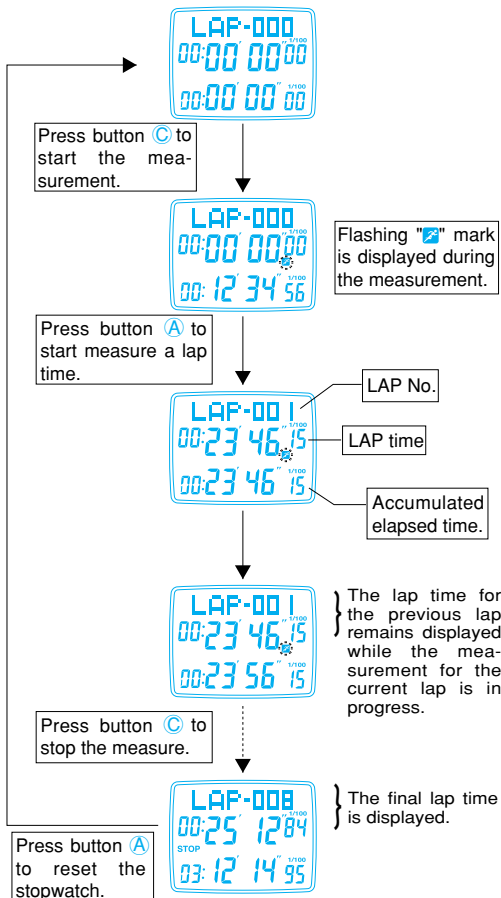 LAP-000
00:00' 00" 00 1/100
00:00' 00" 00 1/100
Press button Ⓒ to
start the mea-
surement.
LAP-000
00:00' 00" 00 1/100
00: 12' 34" 56 1/100
Flashing " " mark
is displayed during
the measurement.
Press button Ⓐ to
start measure a lap
time.
LAP-001
00:23' 46" 15 1/100
00:23' 46" 15 1/100
LAP No.
LAP time
Accumulated
elapsed time.
LAP-001
00:23' 46" 15 1/100
00:23' 56" 15 1/100
The lap time for
the previous lap
remains displayed
while the mea-
surement for the
current lap is in
progress.
Press button Ⓒ to
stop the measure.
LAP-008
00:25' 12" 84
STOP
03: 12' 14" 95 1/100
The final lap time
is displayed.
Press button Ⓐ
to reset the
stopwatch.